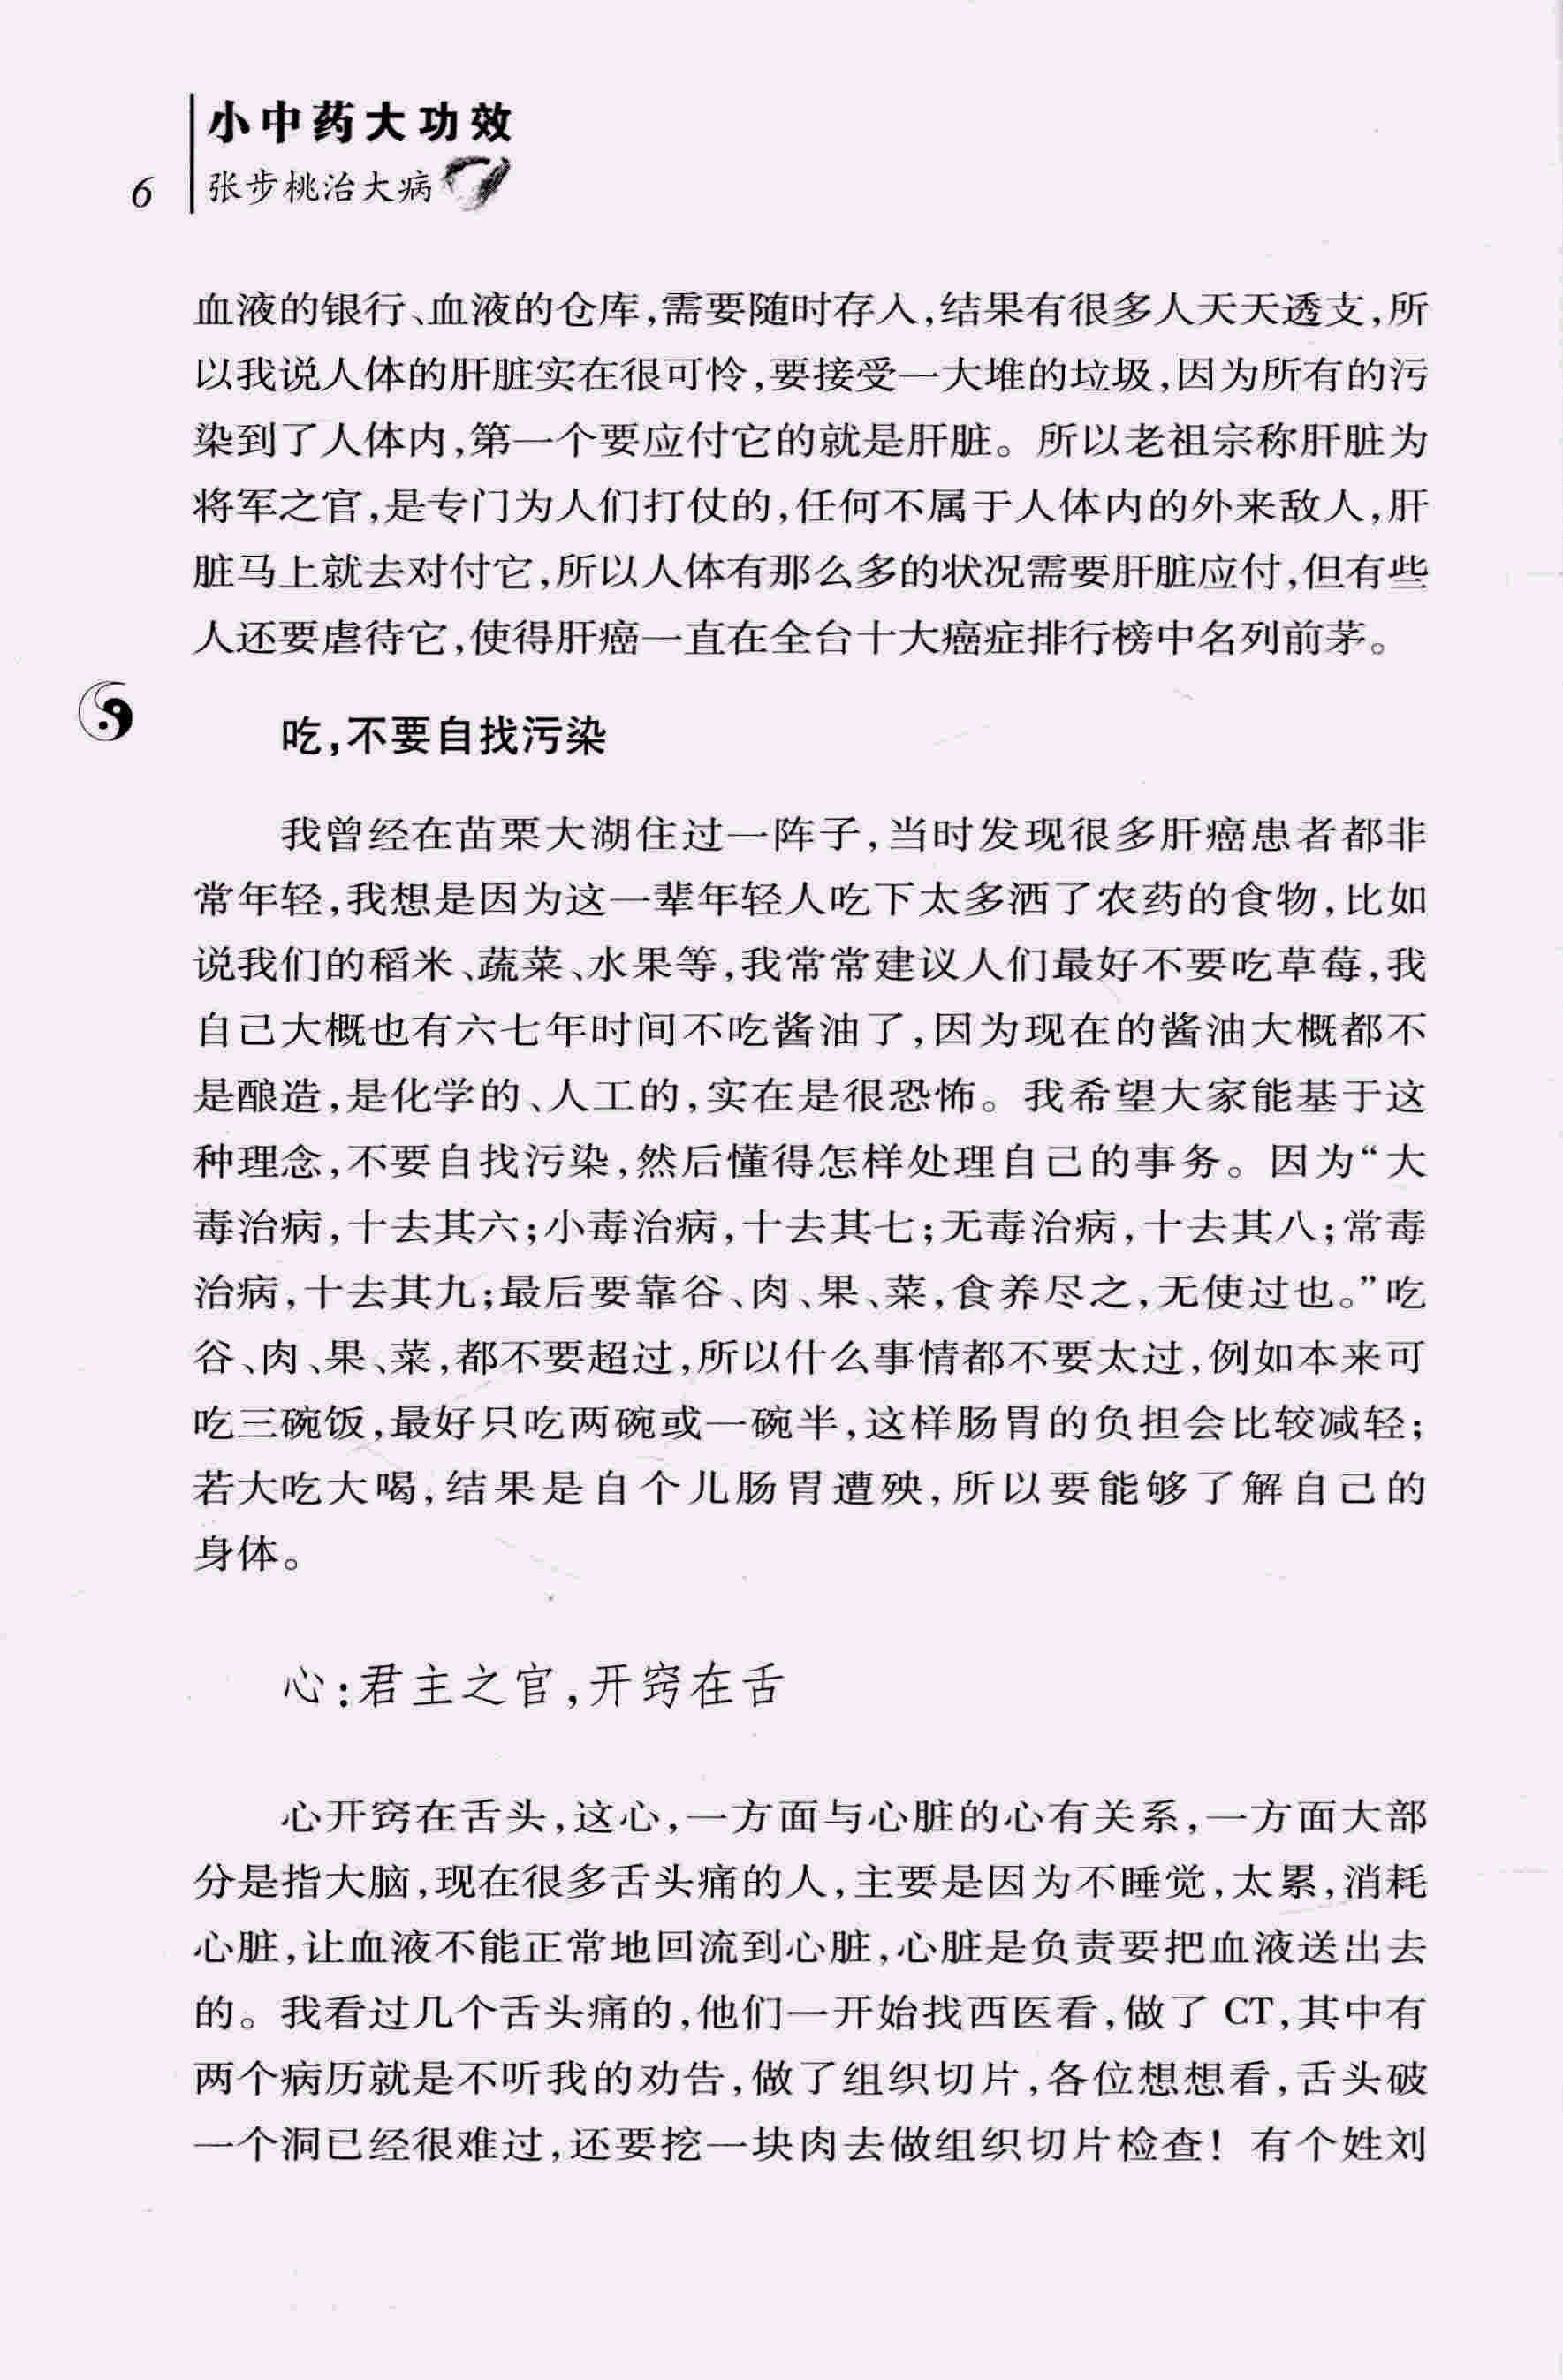 小中药大功效
6
张步桃治大病
血液的银行、血液的仓库,需要随时存入,结果有很多人天天透支,所
以我说人体的肝脏实在很可怜,要接受一大堆的垃圾,因为所有的污
染到了人体内,第一个要应付它的就是肝脏。所以老祖宗称肝脏为
将军之官,是专门为人们打仗的,任何不属于人体内的外来敌人,肝
脏马上就去对付它,所以人体有那么多的状况需要肝脏应付,但有些
人还要虐待它,使得肝癌一直在全台十大癌症排行榜中名列前茅。
吃,不要自找污染
我曾经在苗栗大湖住过一阵子,当时发现很多肝癌患者都非
常年轻,我想是因为这一辈年轻人吃下太多洒了农药的食物,比如
说我们的稻米、蔬菜、水果等,我常常建议人们最好不要吃草莓,我
自己大概也有六七年时间不吃酱油了,因为现在的酱油大概都不
是酿造,是化学的、人工的,实在是很恐怖。我希望大家能基于这
种理念,不要自找污染,然后懂得怎样处理自己的事务。因为“大
毒治病,十去其六;小毒治病,十去其七;无毒治病,十去其八;常毒
治病,十去其九;最后要靠谷、肉、果、菜,食养尽之,无使过也。”吃
谷、肉、果、菜,都不要超过,所以什么事情都不要太过,例如本来可
吃三碗饭,最好只吃两碗或一碗半,这样肠胃的负担会比较减轻;
若大吃大喝,结果是自个儿肠胃遭殃,所以要能够了解自己的
身体。
心:君主之官,开窍在舌
心开窍在舌头,这心,一方面与心脏的心有关系,一方面大部
分是指大脑,现在很多舌头痛的人,主要是因为不睡觉,太累,消耗
心脏,让血液不能正常地回流到心脏,心脏是负责要把血液送出去
的。我看过几个舌头痛的,他们一开始找西医看,做了 CT,其中有
两个病历就是不听我的劝告,做了组织切片,各位想想看,舌头破
一个洞已经很难过,还要挖一块肉去做组织切片检查!有个姓刘